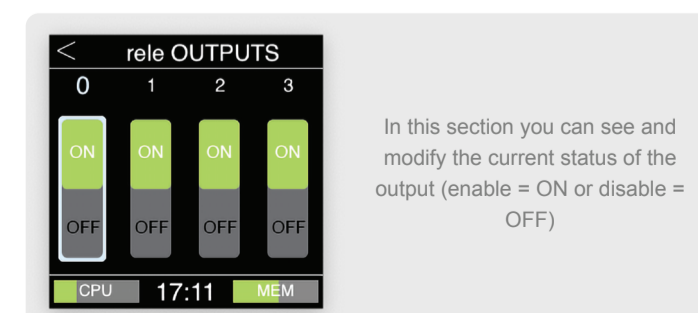 < rele OUTPUTS
0 1 2 3
ON ON ON ON
OFF OFF OFF OFF
CPU 17:11 MEM
In this section you can see and
modify the current status of the
output (enable = ON or disable =
OFF)